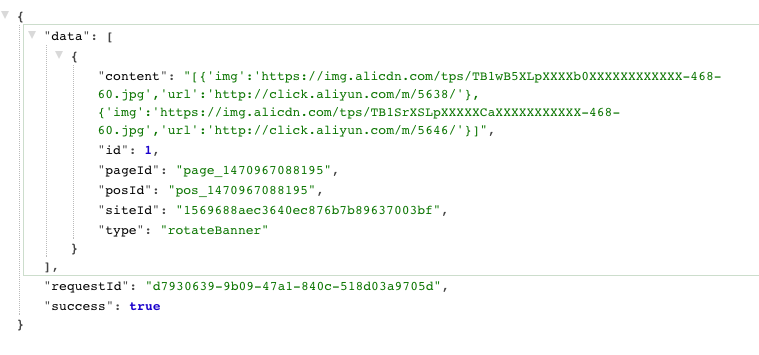 {
"data": [
{
"content": "[{'img':'https://img.alicdn.com/tps/TB1wB5XLpXXXXb0XXXXXXXXXXXX-468-
60.jpg','url':'http://click.aliyun.com/m/5638/'},
{'img':'https://img.alicdn.com/tps/TB1SrXSLpXXXXXCaXXXXXXXXXXX-468-
60.jpg','url':'http://click.aliyun.com/m/5646/'}]",
"id": 1,
"pageId": "page_1470967088195",
"posId": "pos_1470967088195",
"siteId": "1569688aec3640ec876b7b89637003bf",
"type": "rotateBanner"
}
],
"requestId": "d7930639-9b09-47a1-840c-518d03a9705d",
"success": true
}